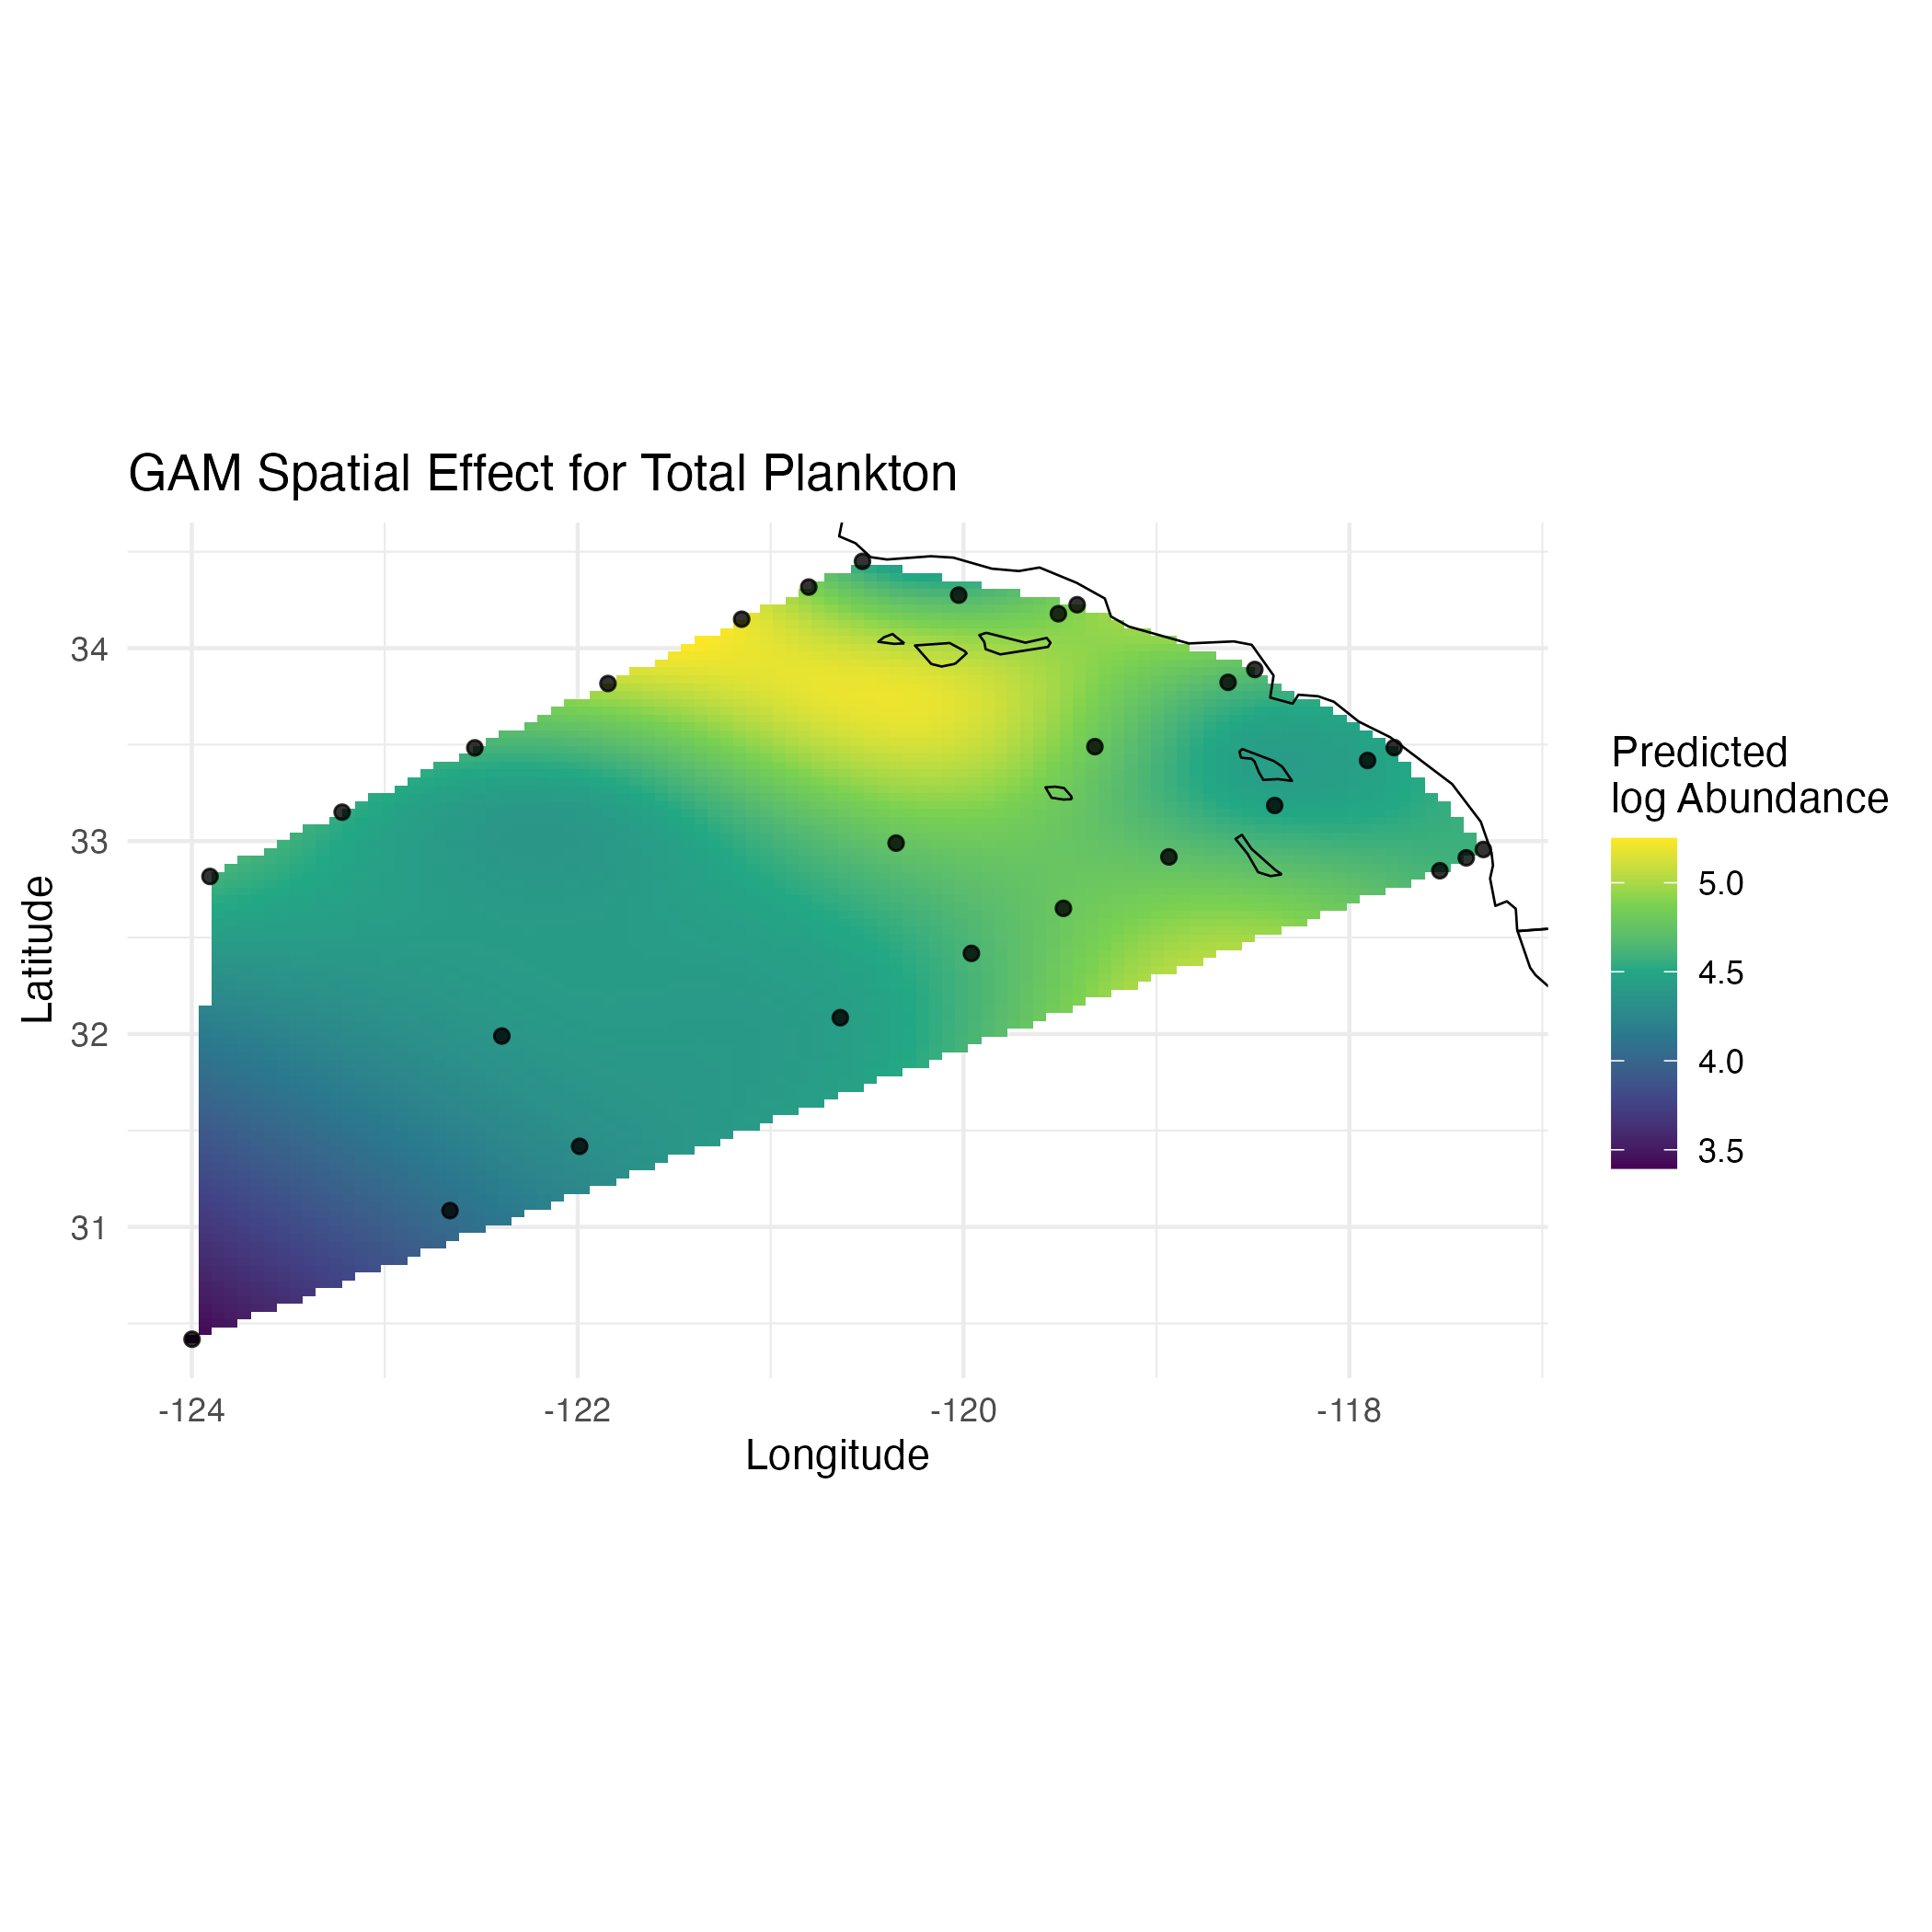 GAM Spatial Effect for Total Plankton
34
33
32
31
Latitude
-124
-122
-120
-118
Longitude
Predicted
log Abundance
5.0
4.5
4.0
3.5